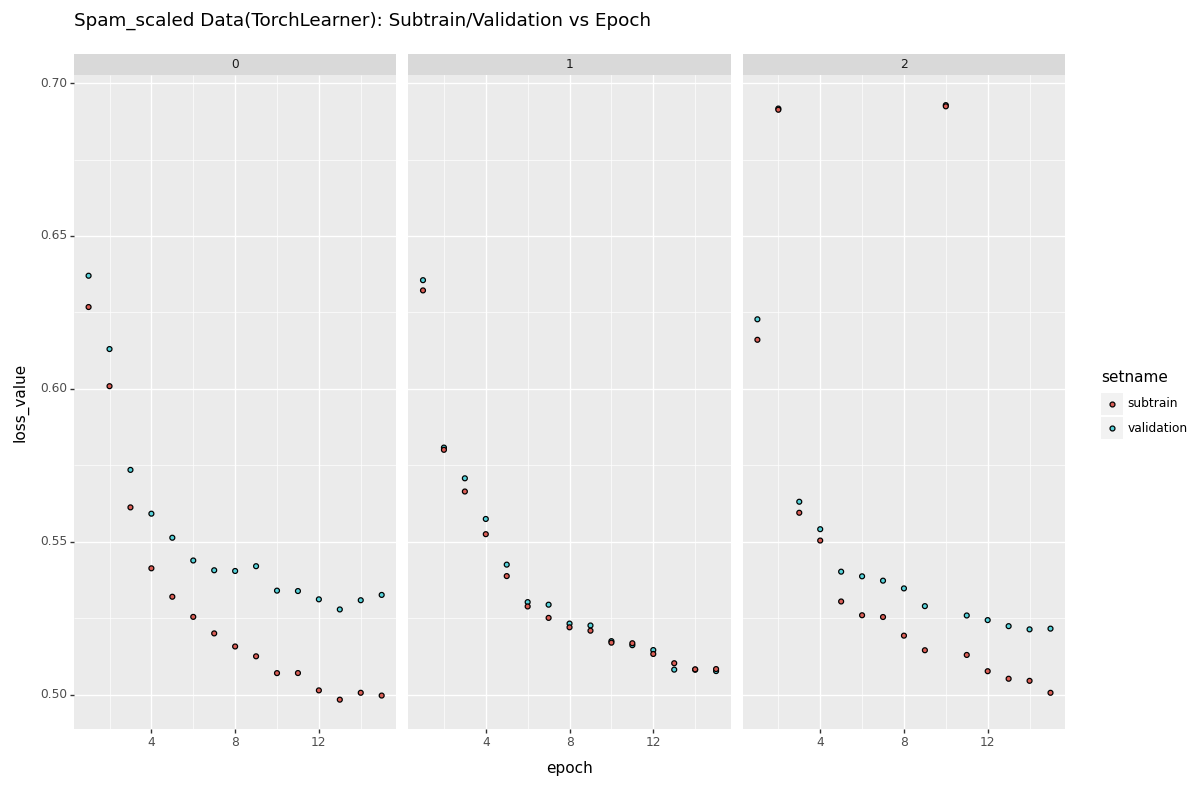 Spam_scaled Data(TorchLearner): Subtrain/Validation vs Epoch
0
1
2
0.70
0.65
0.60
0.55
0.50
loss_value
4
8
12
4
8
12
4
8
12
epoch
setname
subtrain
validation